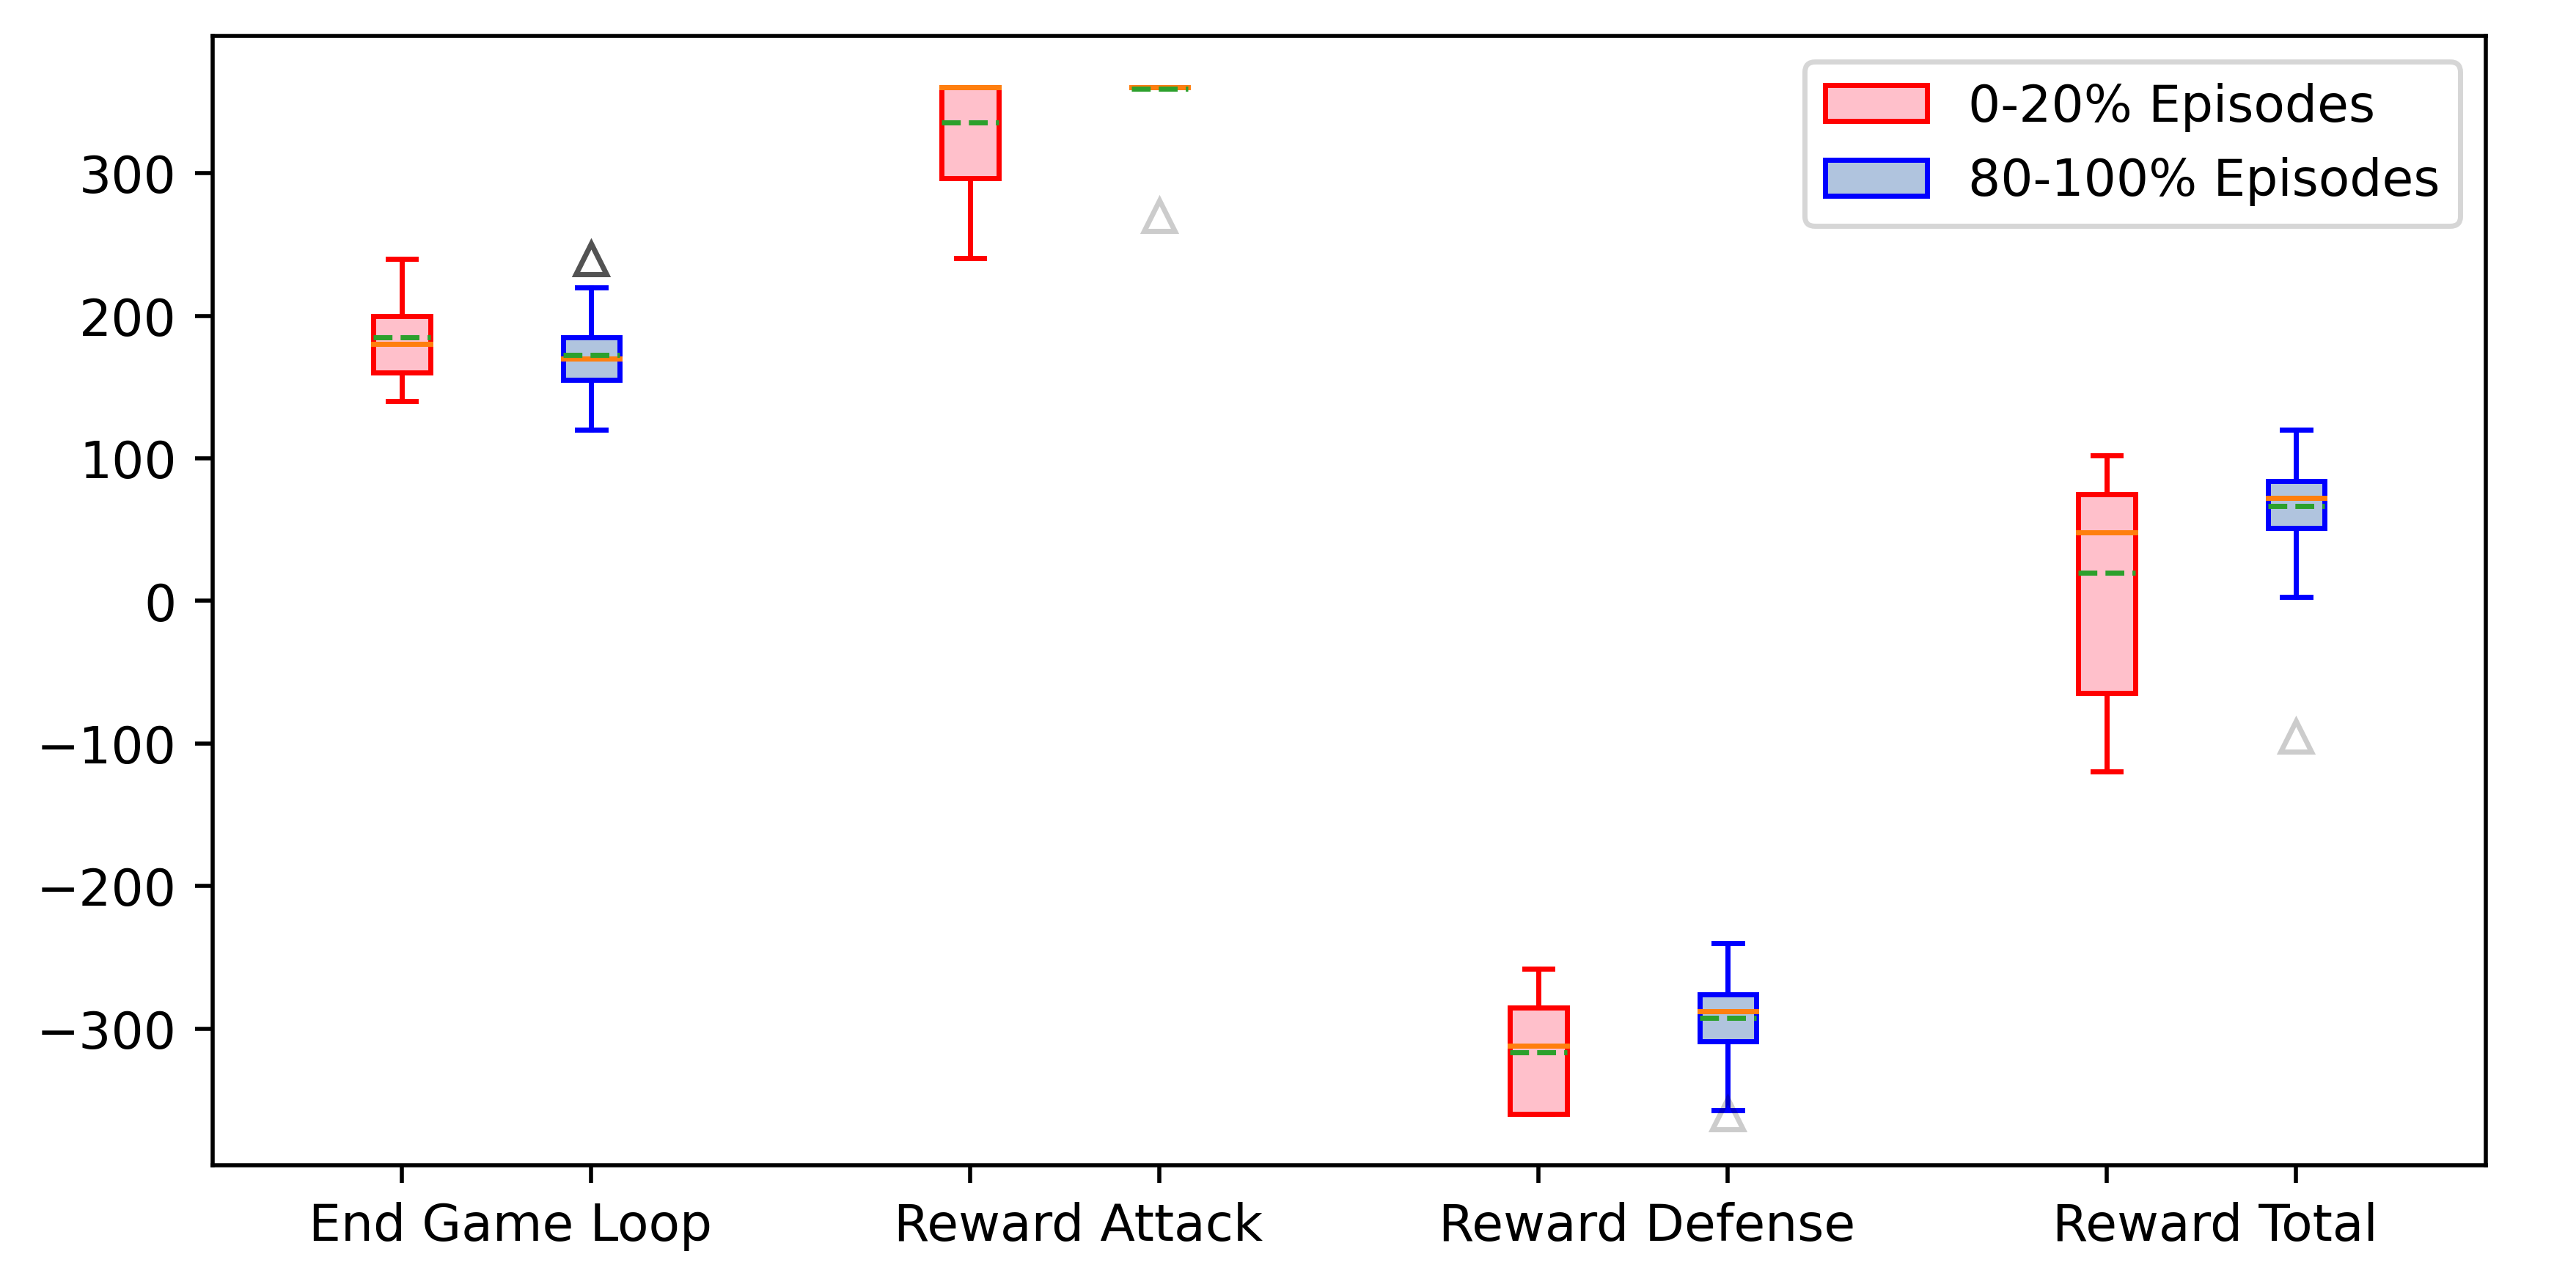 0-20% Episodes
80-100% Episodes
300
200
100
0
−100
−200
−300
End Game Loop
Reward Attack
Reward Defense
Reward Total